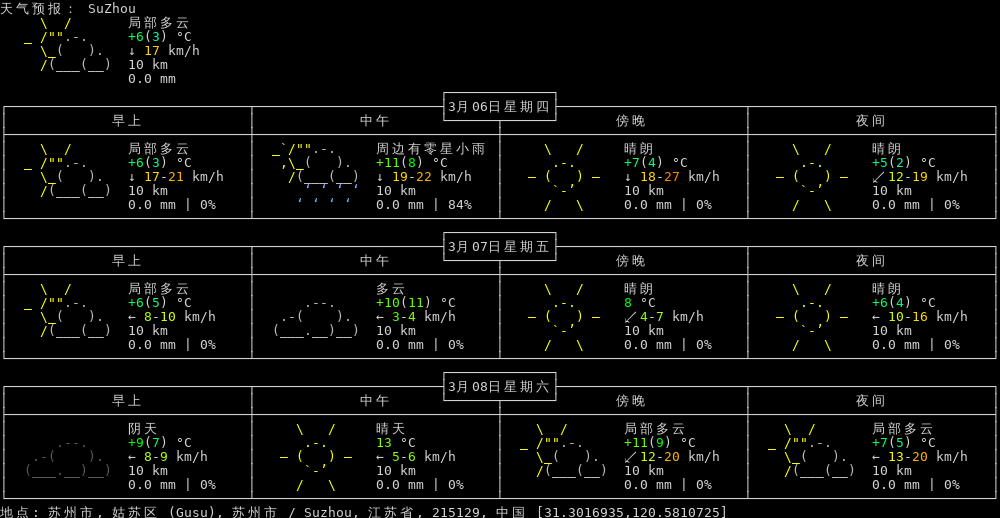 天气预报： SuZhou
局部多云
+6(3) °C
↓ 17 km/h
10 km
0.0 mm
3月06日星期四
早上 中午 傍晚 夜间
局部多云 周边有零星小雨 晴朗 晴朗
+6(3) °C +11(8) °C +7(4) °C +5(2) °C
↓ 17-21 km/h ↓ 19-22 km/h ↓ 18-27 km/h ↙ 12-19 km/h
10 km 10 km 10 km 10 km
0.0 mm | 0% 0.0 mm | 84% 0.0 mm | 0% 0.0 mm | 0%
3月07日星期五
早上 中午 傍晚 夜间
局部多云 多云 晴朗 晴朗
+6(5) °C +10(11) °C 8 °C +6(4) °C
← 8-10 km/h ← 3-4 km/h ↙ 4-7 km/h ← 10-16 km/h
10 km 10 km 10 km 10 km
0.0 mm | 0% 0.0 mm | 0% 0.0 mm | 0% 0.0 mm | 0%
3月08日星期六
早上 中午 傍晚 夜间
阴天 晴天 局部多云 局部多云
+9(7) °C 13 °C +11(9) °C +7(5) °C
← 8-9 km/h ← 5-6 km/h ↙ 12-20 km/h ← 13-20 km/h
10 km 10 km 10 km 10 km
0.0 mm | 0% 0.0 mm | 0% 0.0 mm | 0% 0.0 mm | 0%
地点: 苏州市, 姑苏区 (Gusu), 苏州市 / Suzhou, 江苏省, 215129, 中国 [31.3016935,120.5810725]